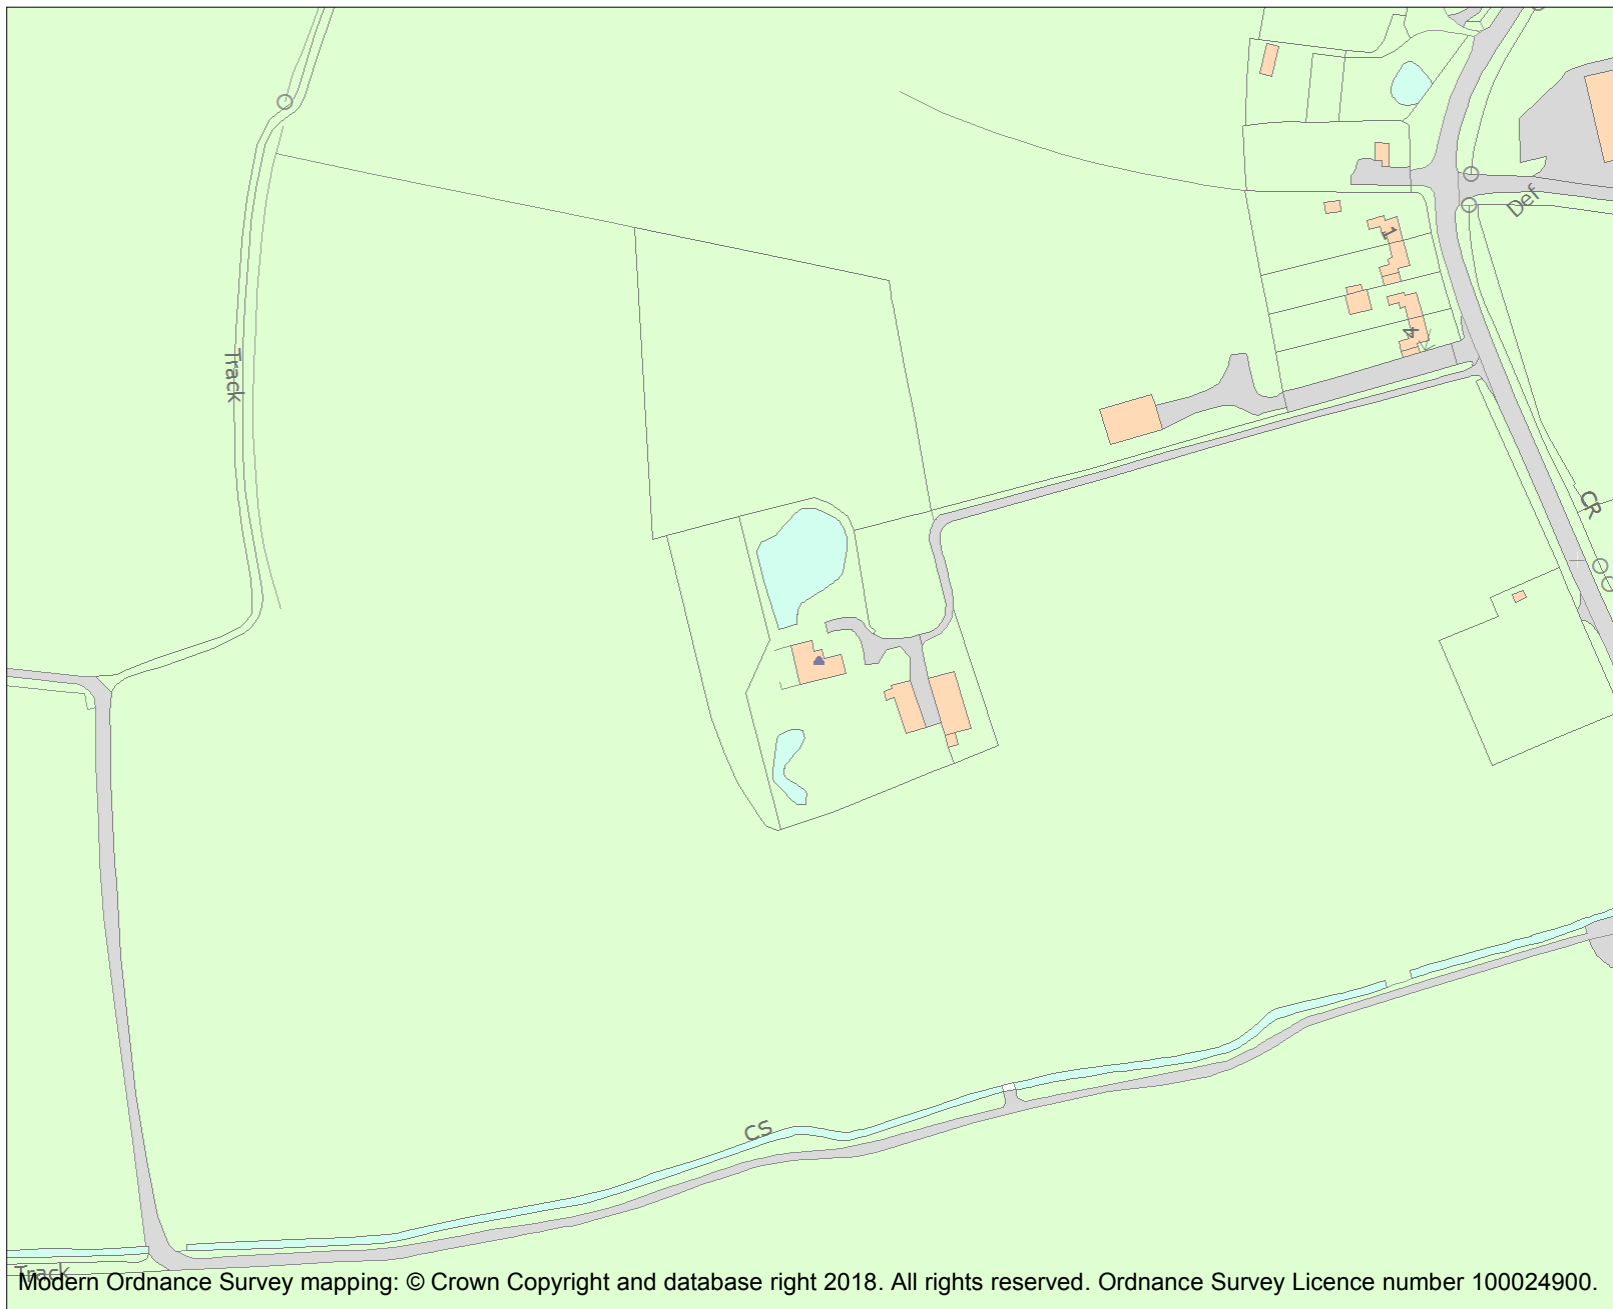 Def
1
4
Track
CR
CS
Track
Modern Ordnance Survey mapping: © Crown Copyright and database right 2018. All rights reserved. Ordnance Survey Licence number 100024900.